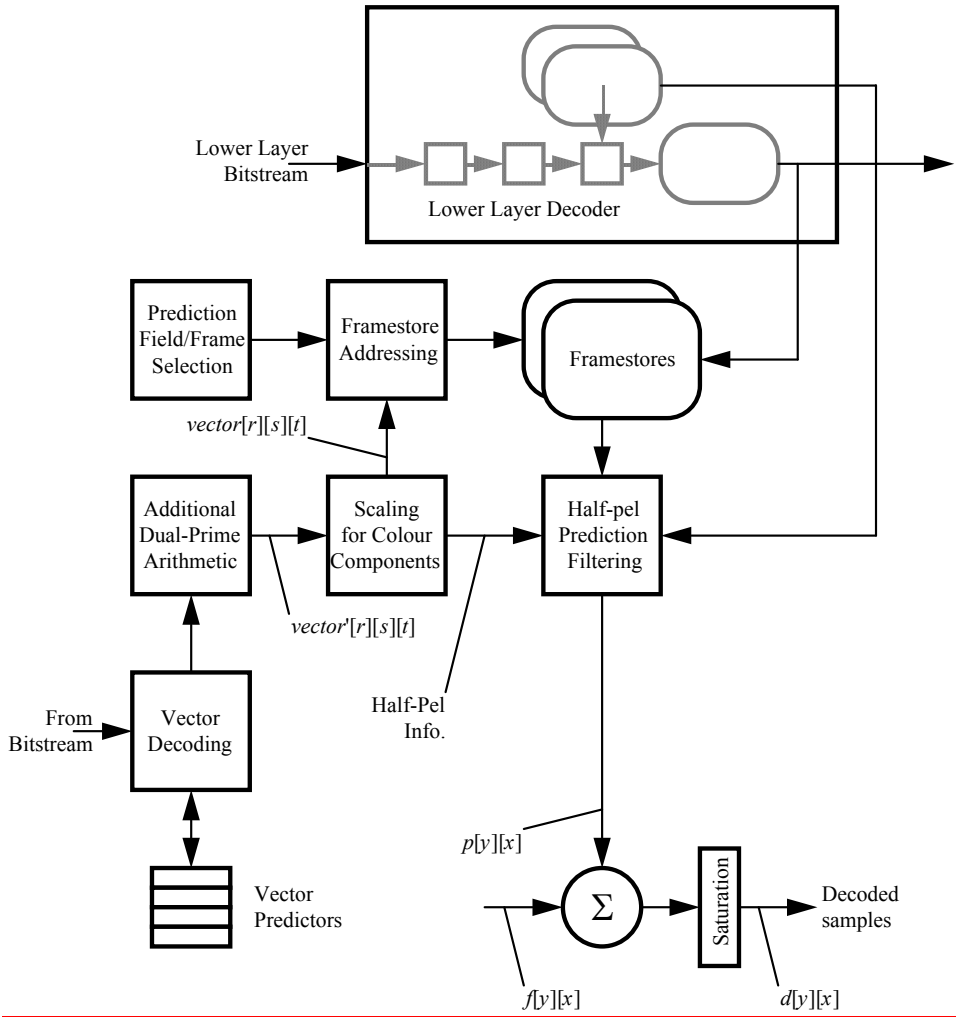 Lower Layer
Bitstream
Lower Layer Decoder
Prediction
Field/Frame
Selection
Framestore
Addressing
Framestores
vector[r][s][t]
Additional
Dual-Prime
Arithmetic
Scaling
for Colour
Components
Half-pel
Prediction
Filtering
vector'[r][s][t]
From
Bitstream
Vector
Decoding
Half-Pel
Info.
p[y][x]
Vector
Predictors
Σ
Saturation
Decoded
samples
f[y][x]
d[y][x]